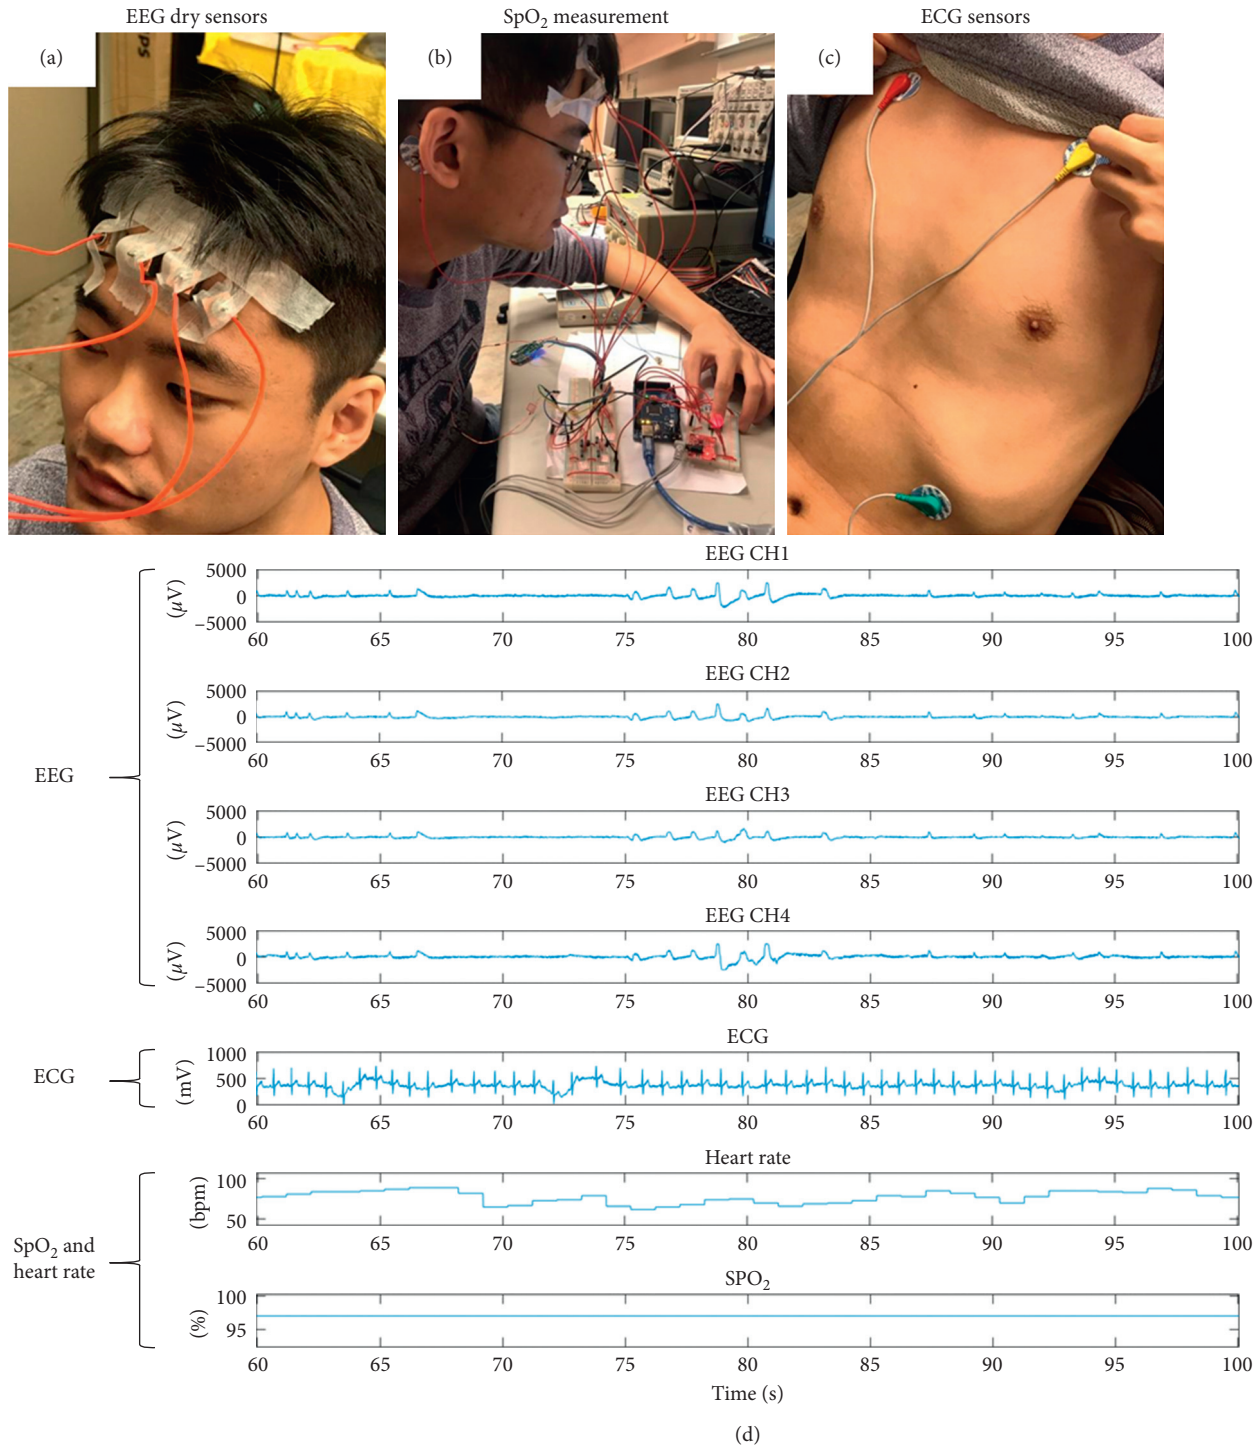 EEG dry sensors
SpO₂ measurement
ECG sensors
(a)
(b)
(c)
EEG CH1
5000
0
−5000
(μV)
60 65 70 75 80 85 90 95 100
EEG CH2
5000
0
−5000
(μV)
60 65 70 75 80 85 90 95 100
EEG
EEG CH3
5000
0
−5000
(μV)
60 65 70 75 80 85 90 95 100
EEG CH4
5000
0
−5000
(μV)
60 65 70 75 80 85 90 95 100
ECG
ECG
1000
500
0
(mV)
60 65 70 75 80 85 90 95 100
Heart rate
100
50
(bpm)
60 65 70 75 80 85 90 95 100
SpO₂ and
heart rate
SPO₂
100
95
(%)
60 65 70 75 80 85 90 95 100
Time (s)
(d)